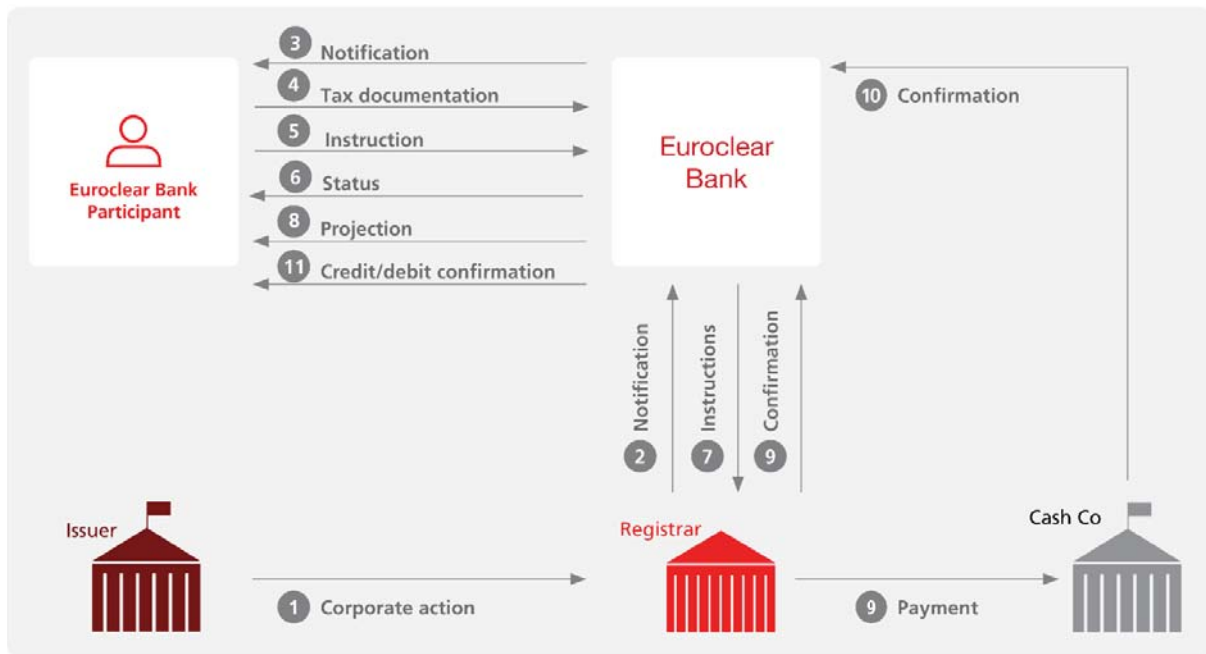 3 Notification
4 Tax documentation
5 Instruction
6 Status
8 Projection
11 Credit/debit confirmation
Euroclear Bank
Participant
Euroclear
Bank
10 Confirmation
2 Notification
7 Instructions
9 Confirmation
Issuer
Registrar
Cash Co
1 Corporate action
9 Payment